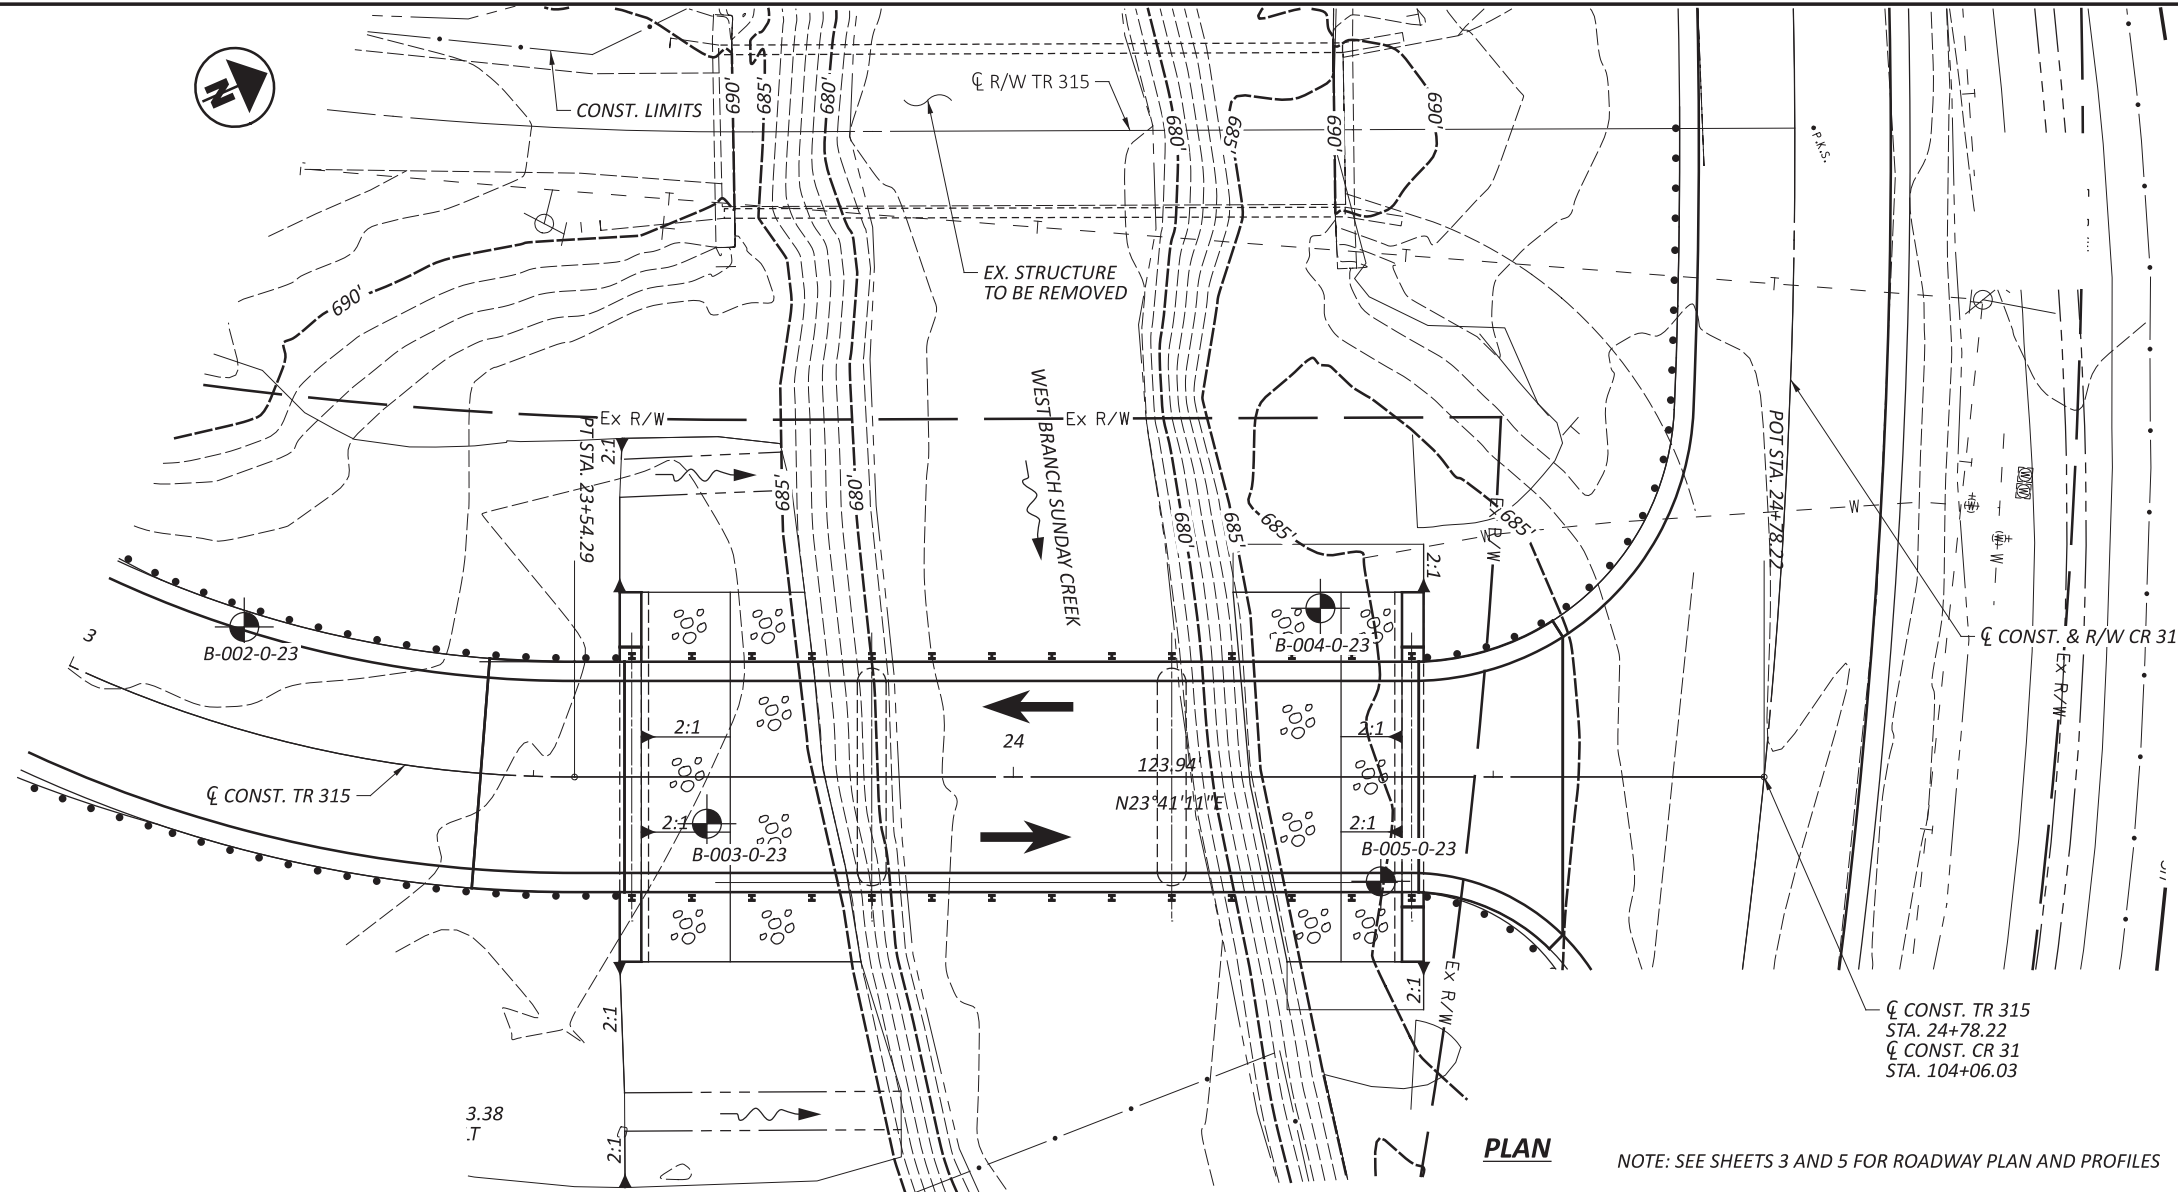 N
CONST. LIMITS
690'
685'
680'
℄ R/W TR 315
680'
685'
690'
690'
P.K.S.
T
T
T
T
EX. STRUCTURE
TO BE REMOVED
690'
Ex R/W
Ex R/W
WEST BRANCH SUNDAY CREEK
PT STA. 23+54.29
2:1
685'
680'
680'
685'
685'
685'
Ex R/W
W
W
W
POT STA. 24+78.22
2:1
℄ CONST. & R/W CR 31
Ex R/W
3
B-002-0-23
B-004-0-23
2:1
24
2:1
123.94'
℄ CONST. TR 315
N23°41'11"E
2:1
2:1
B-003-0-23
B-005-0-23
Ex R/W
2:1
2:1
℄ CONST. TR 315
STA. 24+78.22
℄ CONST. CR 31
STA. 104+06.03
3.38
.T
2:1
PLAN
NOTE: SEE SHEETS 3 AND 5 FOR ROADWAY PLAN AND PROFILES